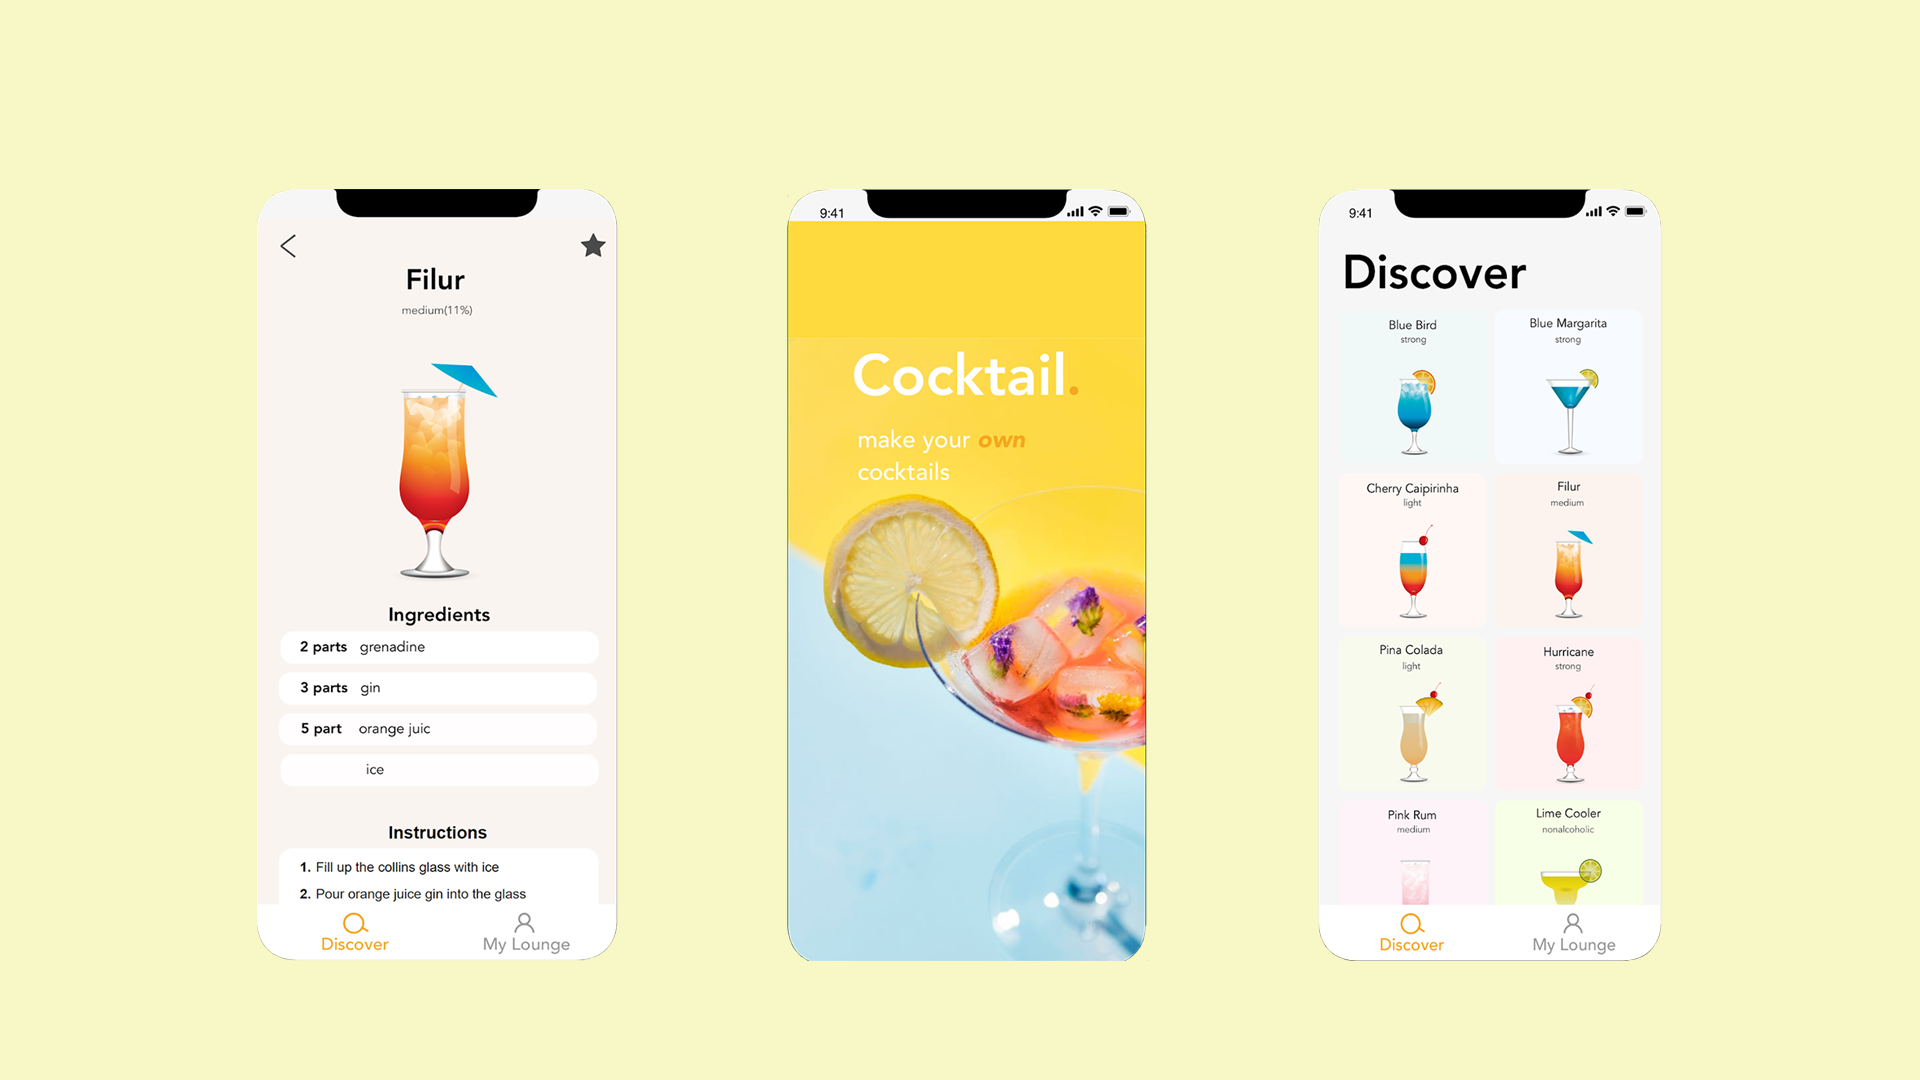 Filur
medium(11%)
Ingredients
2 parts grenadine
3 parts gin
5 part orange juic
ice
Instructions
1. Fill up the collins glass with ice
2. Pour orange juice gin into the glass
Discover My Lounge
9:41
Cocktail.
make your own
cocktails
9:41
Discover
Blue Bird
strong
Blue Margarita
strong
Cherry Caipirinha
light
Filur
medium
Pina Colada
light
Hurricane
strong
Pink Rum
medium
Lime Cooler
nonalcoholic
Discover My Lounge